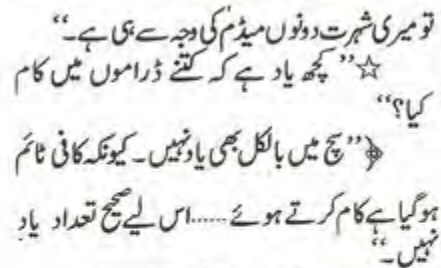 تو میری شہرت دونوں میڈم کی وجہ سے ہی ہے۔“
☆”کچھ یاد ہے کہ کتنے ڈراموں میں کام
کیا؟“
”سچ میں بالکل بھی یاد نہیں۔ کیونکہ کافی ٹائم
ہوگیا ہے کام کرتے ہوئے ......اس لیے صحیح تعداد یاد
نہیں۔“